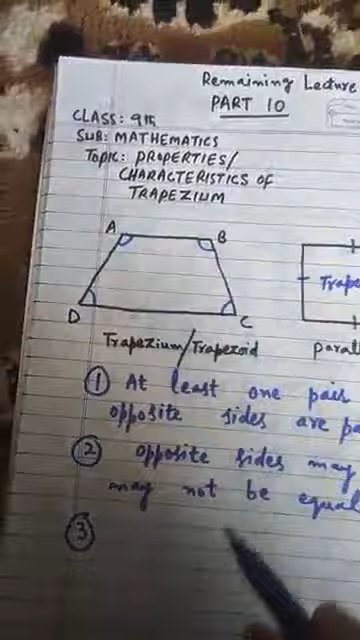 Remaining Lecture
PART 10
CLASS: 9th
SUB: MATHEMATICS
TOPIC: PROPERTIES/
CHARACTERISTICS OF
TRAPEZIUM
A
B
D
C
Trapezium/Trapezoid
① At least one pair
opposite sides are
② opposite sides may
may not be equal
③